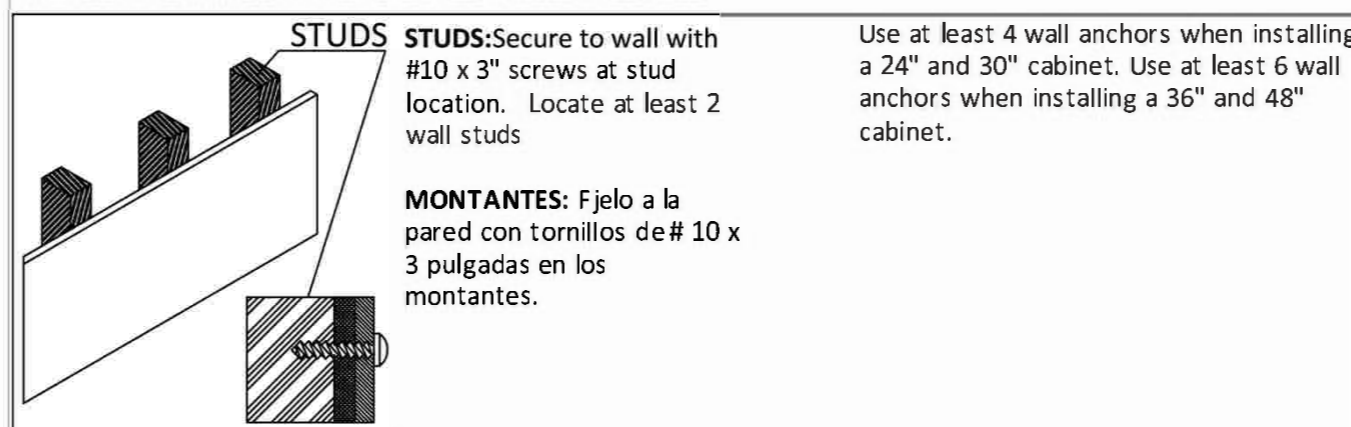 STUDS
STUDS:Secure to wall with
#10 x 3" screws at stud
location. Locate at least 2
wall studs
MONTANTES: Fjelo a la
pared con tornillos de# 10 x
3 pulgadas en los
montantes.
Use at least 4 wall anchors when installing
a 24" and 30" cabinet. Use at least 6 wall
anchors when installing a 36" and 48"
cabinet.